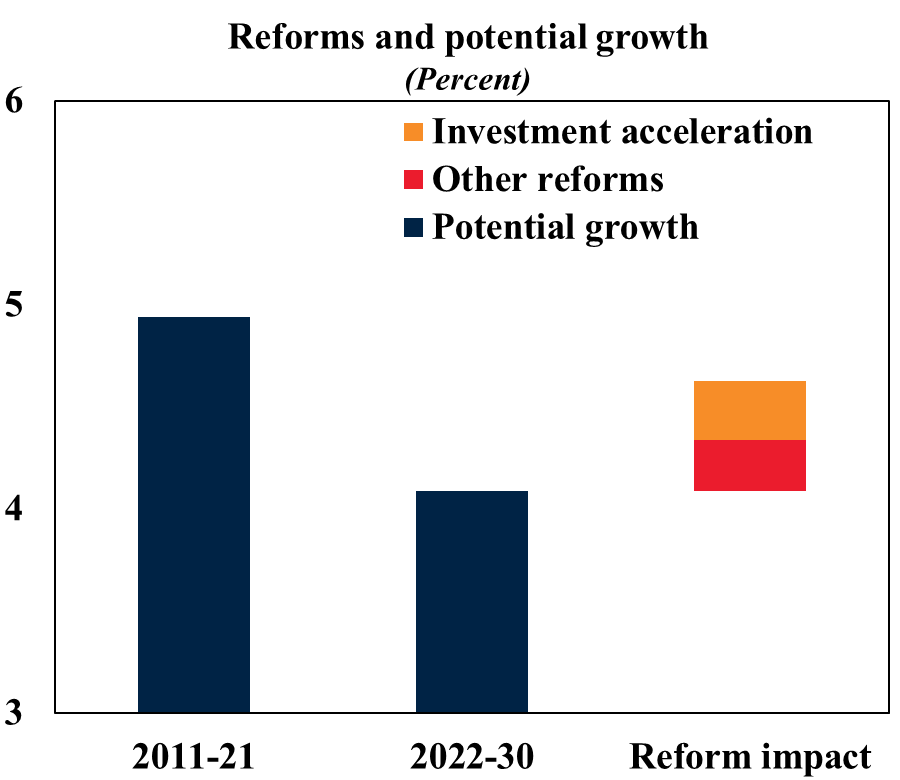 Reforms and potential growth
(Percent)
6
Investment acceleration
Other reforms
Potential growth
5
4
3
2011-21 2022-30 Reform impact